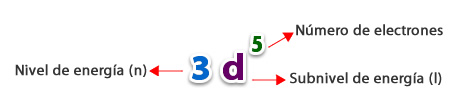 Número de electrones
Nivel de energía (n)
3 d 5
Subnivel de energía (l)